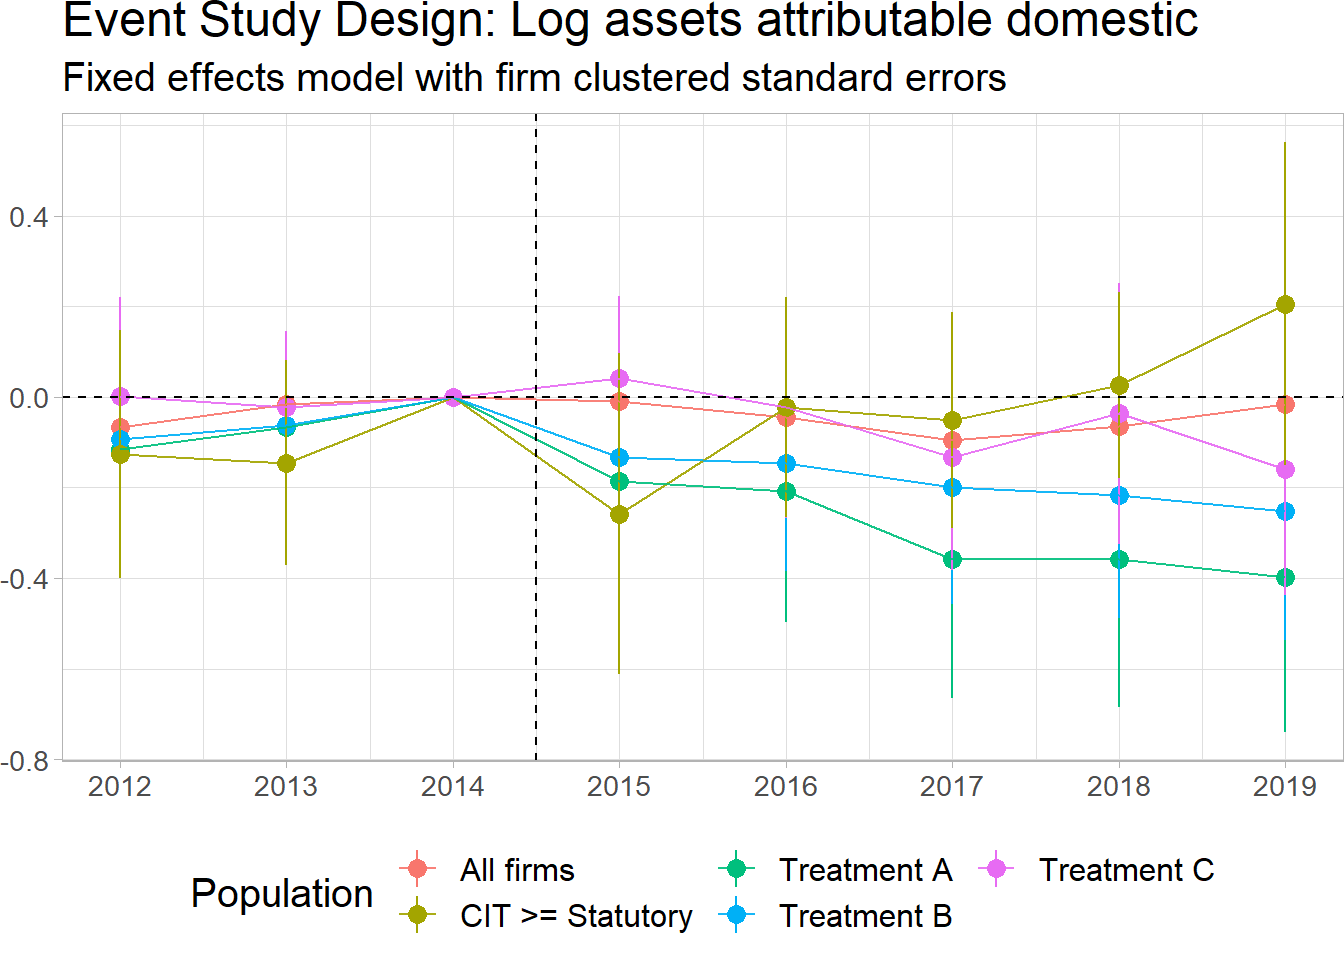 Event Study Design: Log assets attributable domestic
Fixed effects model with firm clustered standard errors
0.4
0.0
-0.4
-0.8
2012 2013 2014 2015 2016 2017 2018 2019
Population
All firms Treatment A Treatment C
CIT >= Statutory Treatment B